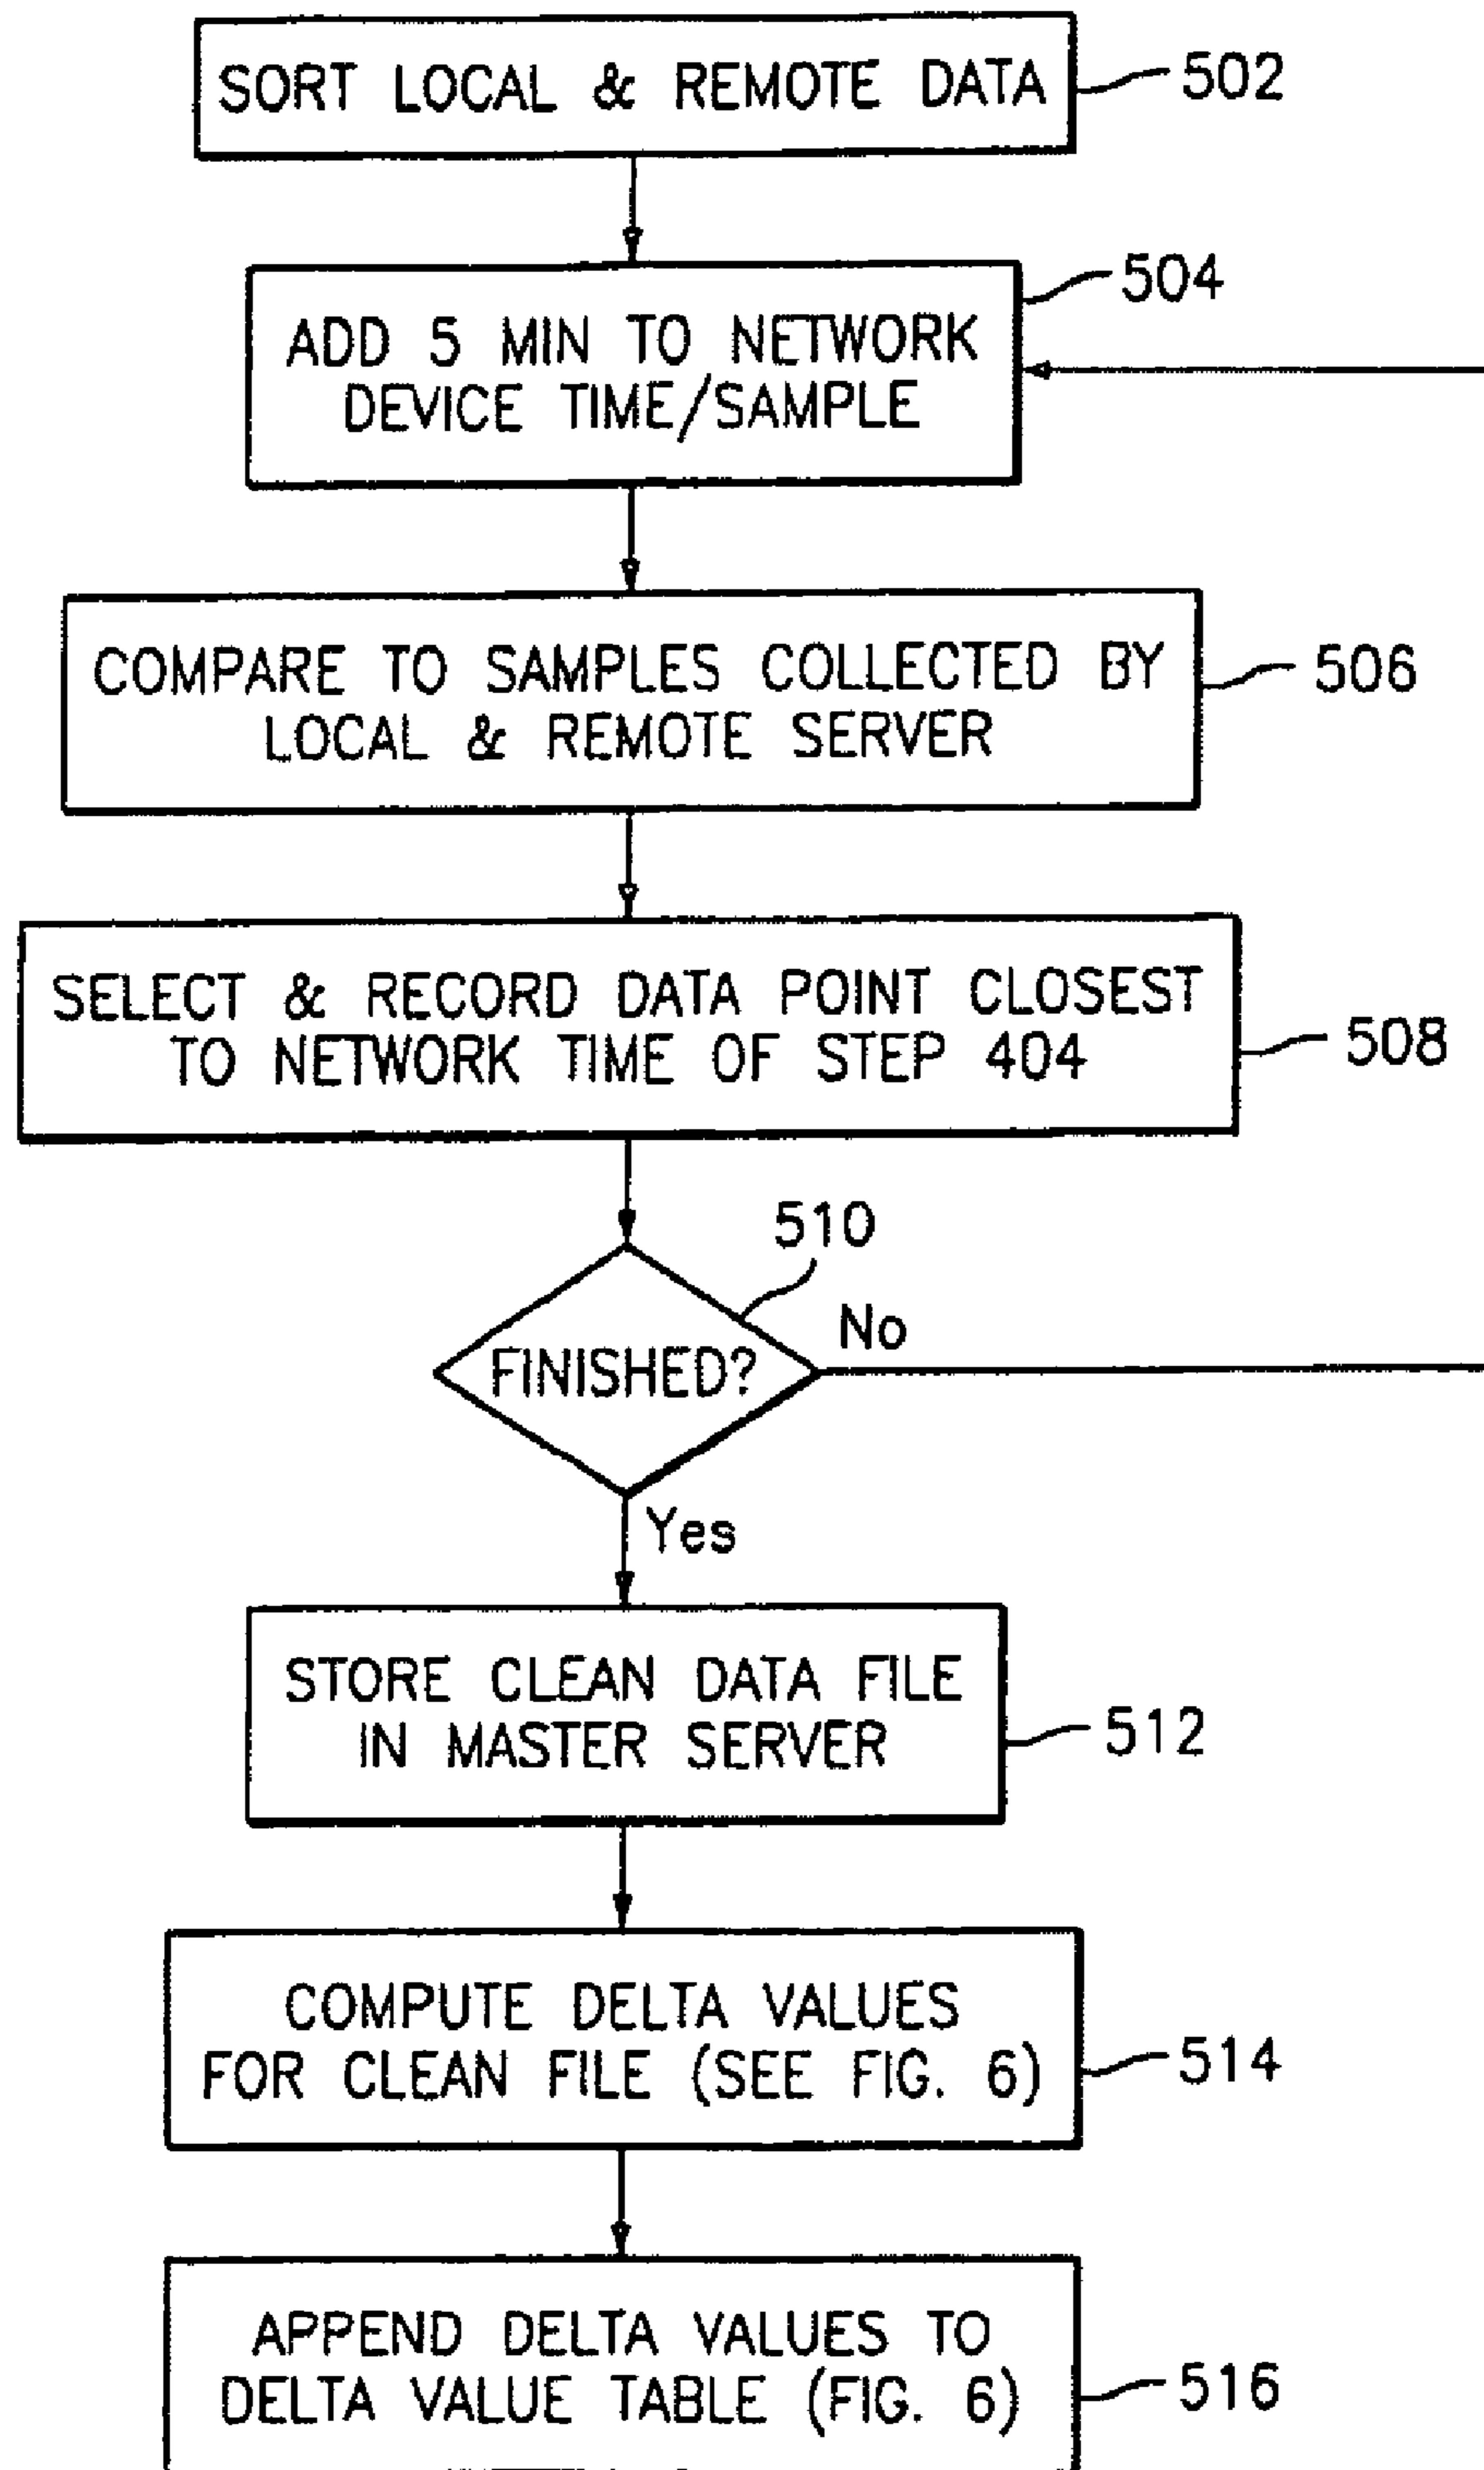 SORT LOCAL & REMOTE DATA
502
504
ADD 5 MIN TO NETWORK
DEVICE TIME/SAMPLE
COMPARE TO SAMPLES COLLECTED BY
LOCAL & REMOTE SERVER
506
SELECT & RECORD DATA POINT CLOSEST
TO NETWORK TIME OF STEP 404
508
510
FINISHED?
No
Yes
STORE CLEAN DATA FILE
IN MASTER SERVER
512
COMPUTE DELTA VALUES
FOR CLEAN FILE (SEE FIG. 6)
514
APPEND DELTA VALUES TO
DELTA VALUE TABLE (FIG. 6)
516